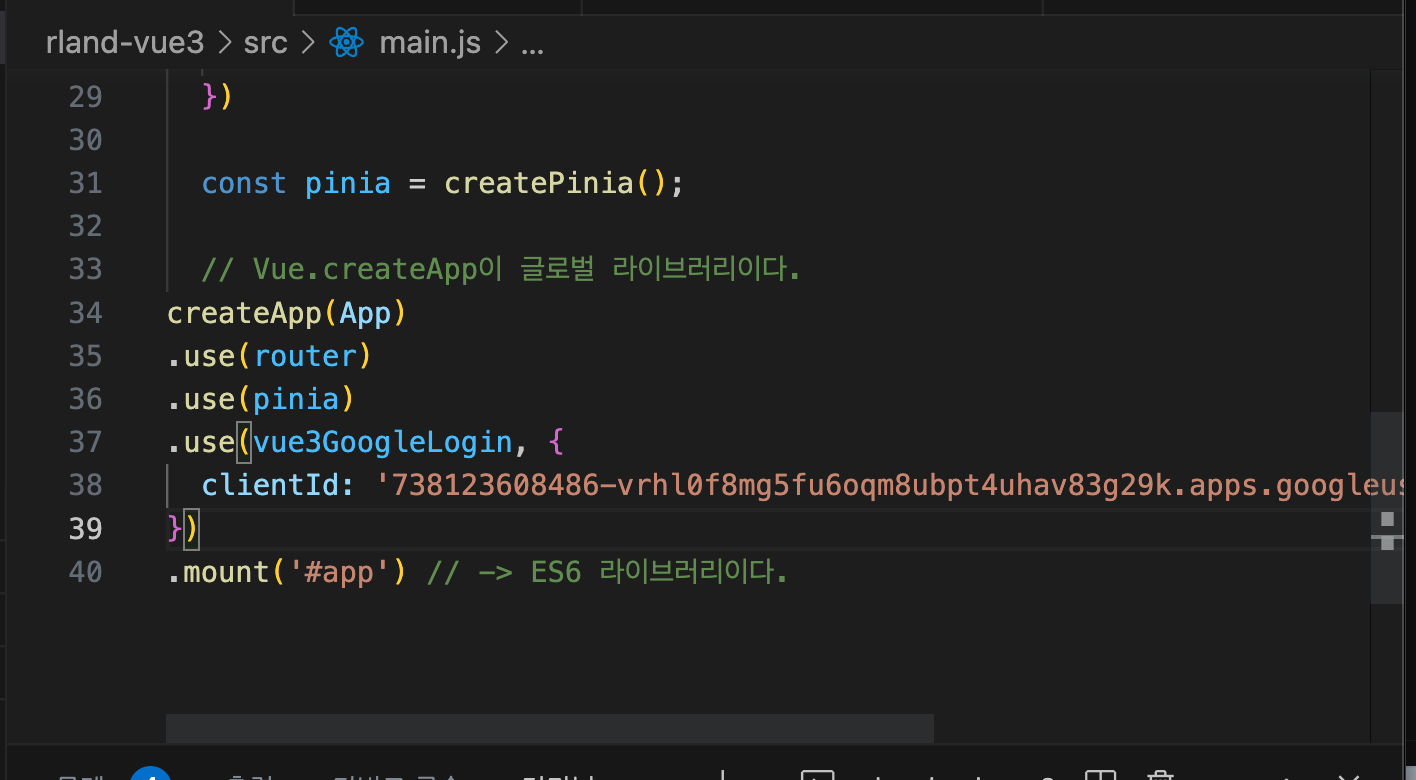 rland-vue3 > src > main.js > ...
29 })
30
31 const pinia = createPinia();
32
33 // Vue.createApp이 글로벌 라이브러리이다.
34 createApp(App)
35 .use(router)
36 .use(pinia)
37 .use(vue3GoogleLogin, {
38 clientId: '738123608486-vrhl0f8mg5fu6oqm8ubpt4uhav83g29k.apps.googleus
39 })
40 .mount('#app') // -> ES6 라이브러리이다.